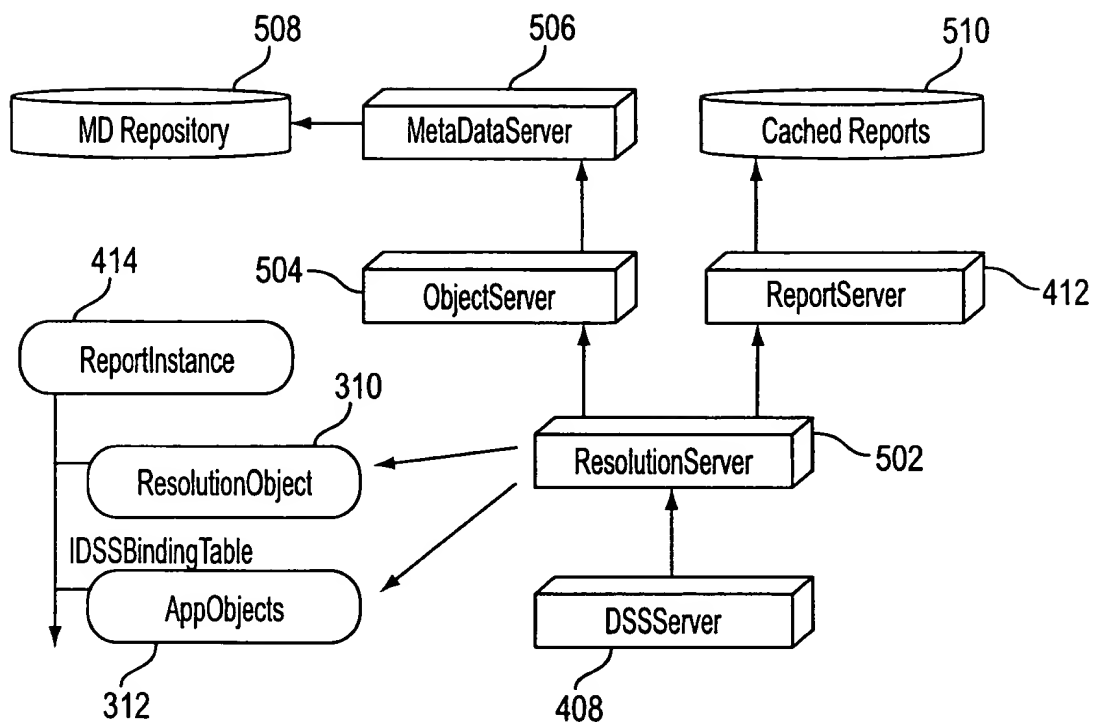 508
506
510
MD Repository
MetaDataServer
Cached Reports
414
504
ObjectServer
ReportServer
412
ReportInstance
310
ResolutionServer
502
ResolutionObject
IDSSBindingTable
AppObjects
DSSServer
312
408